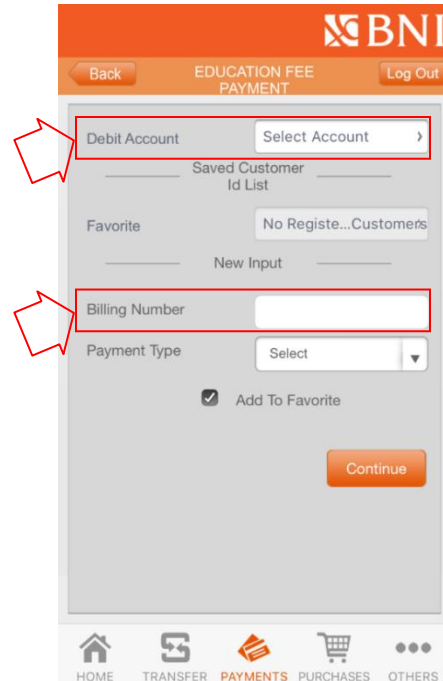 BNI
Back
EDUCATION FEE
PAYMENT
Log Out
Debit Account
Select Account
Saved Customer
Id List
Favorite
No Registe...Customers
New Input
Billing Number
Payment Type
Select
Add To Favorite
Continue
HOME TRANSFER PAYMENTS PURCHASES OTHERS